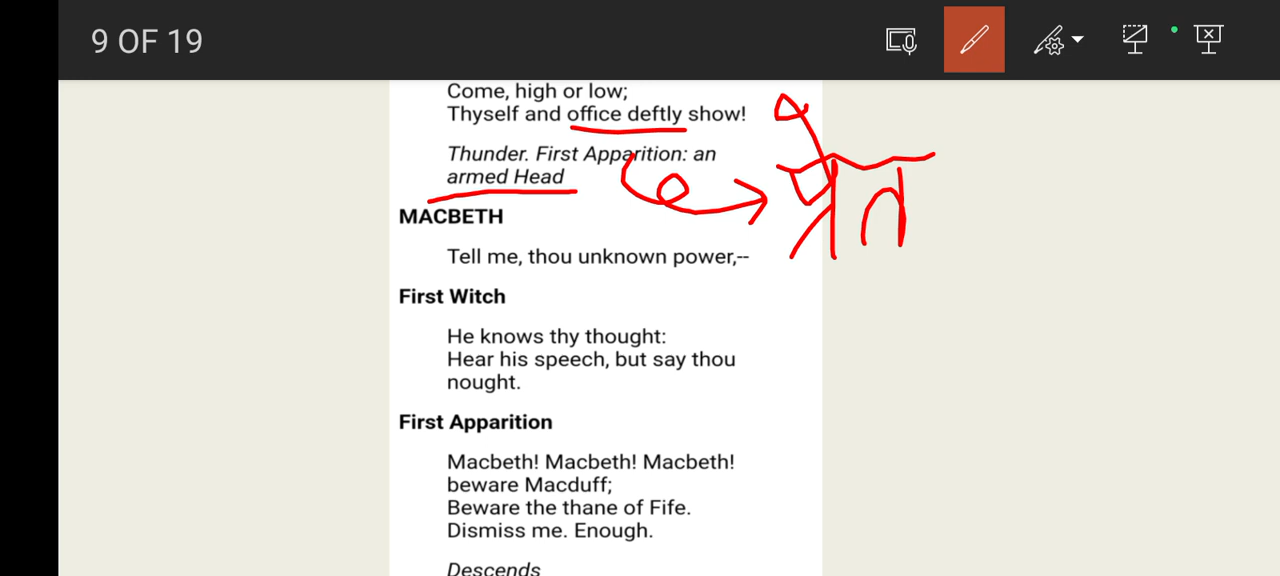 9 OF 19
Come, high or low;
Thyself and office deftly show!
Thunder. First Apparition: an
armed Head
प्रेत
MACBETH
Tell me, thou unknown power,--
First Witch
He knows thy thought:
Hear his speech, but say thou
nought.
First Apparition
Macbeth! Macbeth! Macbeth!
beware Macduff;
Beware the thane of Fife.
Dismiss me. Enough.
Descends